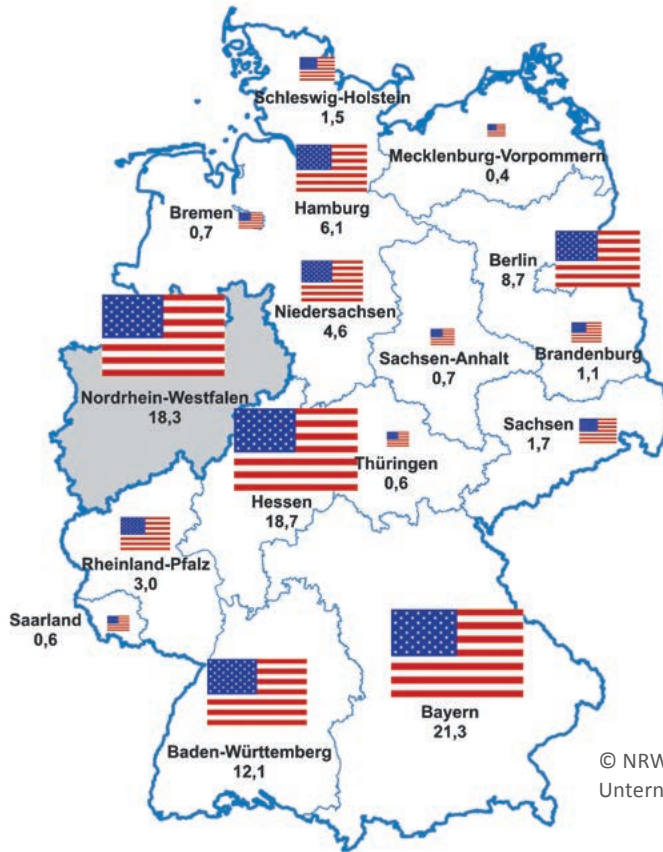 Schleswig-Holstein
1,5
Mecklenburg-Vorpommern
0,4
Hamburg
6,1
Bremen
0,7
Berlin
8,7
Niedersachsen
4,6
Sachsen-Anhalt
0,7
Brandenburg
1,1
Nordrhein-Westfalen
18,3
Sachsen
1,7
Thüringen
0,6
Hessen
18,7
Rheinland-Pfalz
3,0
Saarland
0,6
Bayern
21,3
Baden-Württemberg
12,1
© NRW
Untern